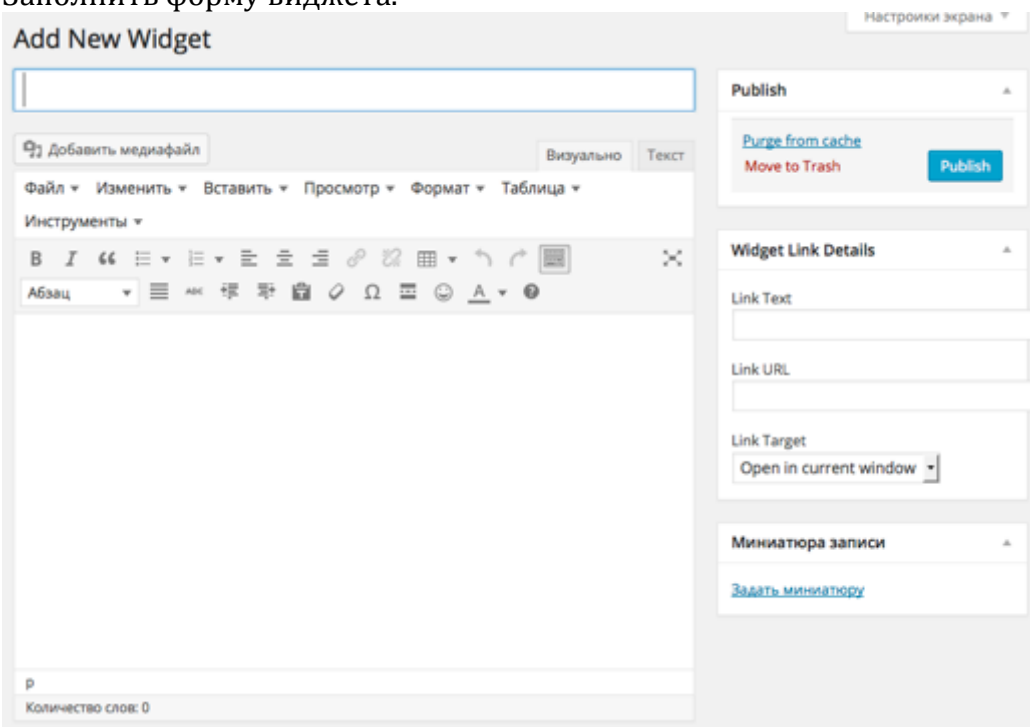 Заполнить форму виджета.
Настройки экрана
Add New Widget
Publish
Добавить медиафайл
Визуально Текст
Purge from cache
Move to Trash
Publish
Файл Изменить Вставить Просмотр Формат Таблица
Инструменты
Widget Link Details
B I “ ABC Ω A
Абзац
Link Text
Link URL
Link Target
Open in current window
Миниатюра записи
Задать миниатюру
p
Количество слов: 0